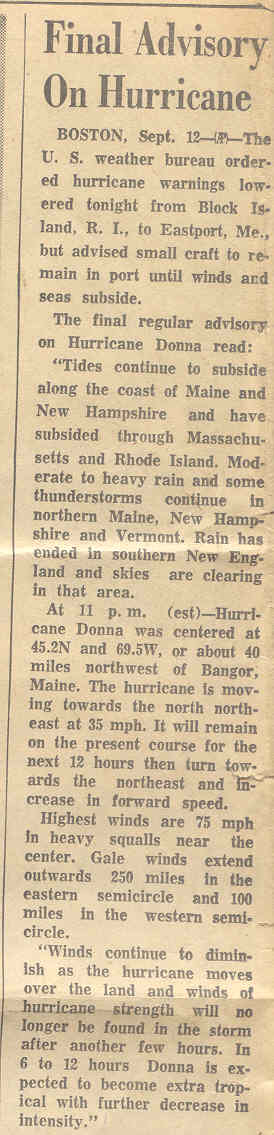 Final Advisory
On Hurricane
BOSTON, Sept. 12—(AP)—The
U. S. weather bureau order-
ed hurricane warnings low-
ered tonight from Block Is-
land, R. I., to Eastport, Me.,
but advised small craft to re-
main in port until winds and
seas subside.
The final regular advisory
on Hurricane Donna read:
"Tides continue to subside
along the coast of Maine and
New Hampshire and have
subsided through Massachu-
setts and Rhode Island. Mod-
erate to heavy rain and some
thunderstorms continue in
northern Maine, New Hamp-
shire and Vermont. Rain has
ended in southern New Eng-
land and skies are clearing
in that area.
At 11 p. m. (est)—Hurri-
cane Donna was centered at
45.2N and 69.5W, or about 40
miles northwest of Bangor,
Maine. The hurricane is mov-
ing towards the north north-
east at 35 mph. It will remain
on the present course for the
next 12 hours then turn tow-
ards the northeast and in-
crease in forward speed.
Highest winds are 75 mph
in heavy squalls near the
center. Gale winds extend
outwards 250 miles in the
eastern semicircle and 100
miles in the western semi-
circle.
"Winds continue to dimin-
ish as the hurricane moves
over the land and winds of
hurricane strength will no
longer be found in the storm
after another few hours. In
6 to 12 hours Donna is ex-
pected to become extra trop-
ical with further decrease in
intensity."